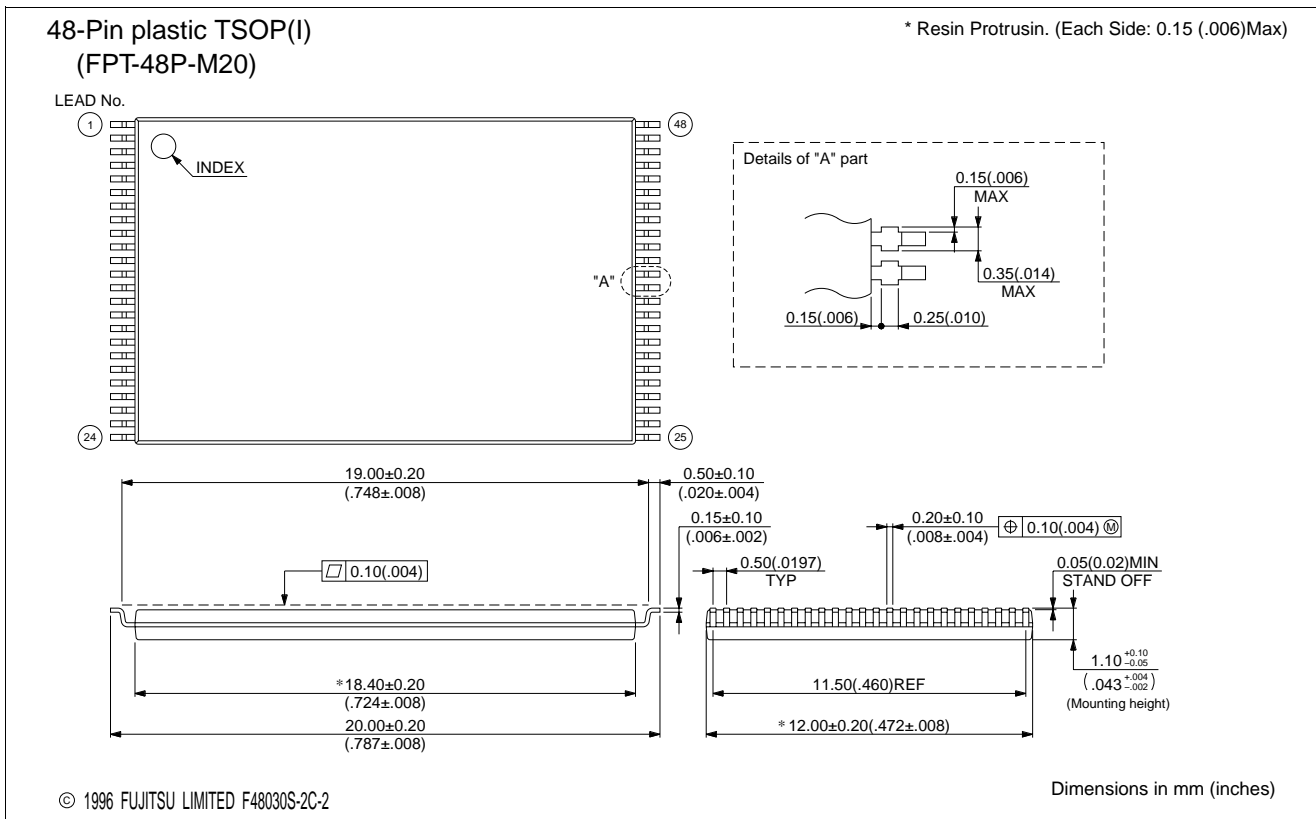 48-Pin plastic TSOP(I)
(FPT-48P-M20)
* Resin Protrusin. (Each Side: 0.15 (.006)Max)
LEAD No.
1
48
INDEX
"A"
24
25
Details of "A" part
0.15(.006)
MAX
0.35(.014)
MAX
0.15(.006)
0.25(.010)
19.00±0.20
(.748±.008)
0.50±0.10
(.020±.004)
0.15±0.10
(.006±.002)
0.20±0.10
(.008±.004)
⌖ 0.10(.004) Ⓜ
0.50(.0197)
TYP
0.05(0.02)MIN
STAND OFF
⏥ 0.10(.004)
1.10 +0.10 -0.05
(.043 +.004 -.002)
(Mounting height)
*18.40±0.20
(.724±.008)
11.50(.460)REF
20.00±0.20
(.787±.008)
*12.00±0.20(.472±.008)
© 1996 FUJITSU LIMITED F48030S-2C-2
Dimensions in mm (inches)